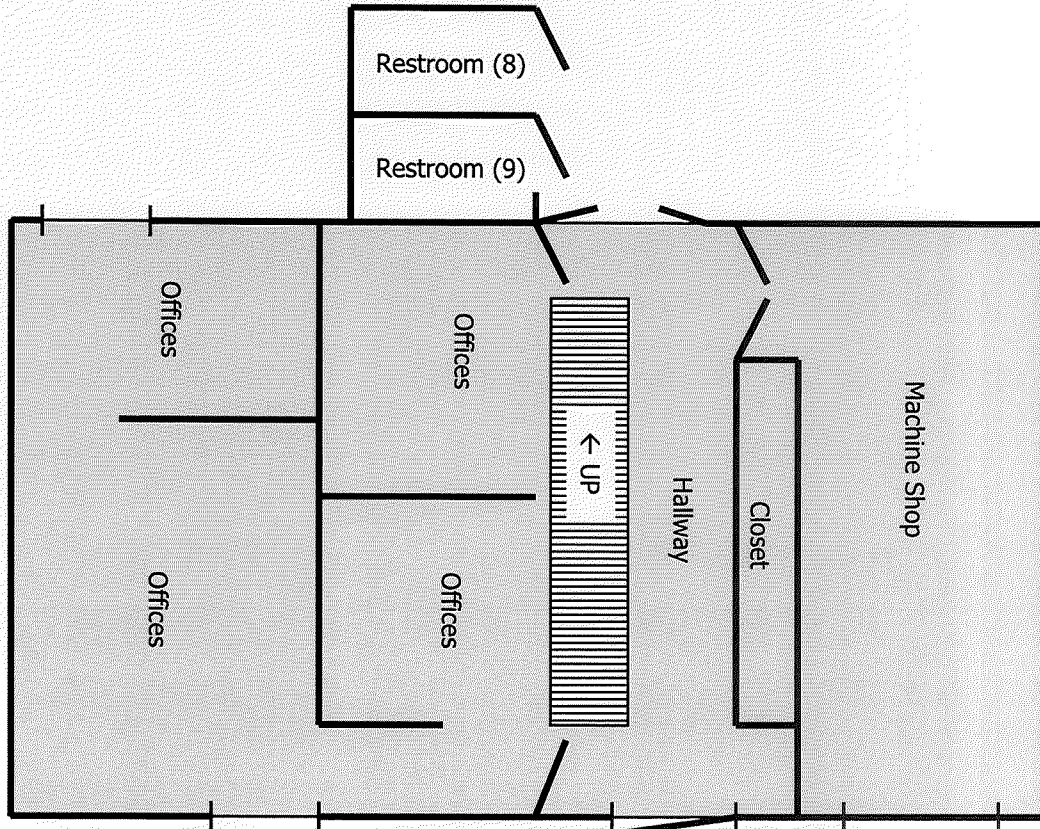 Restroom (8)
Restroom (9)
Offices
Offices
Machine Shop
← UP
Hallway
Closet
Offices
Offices